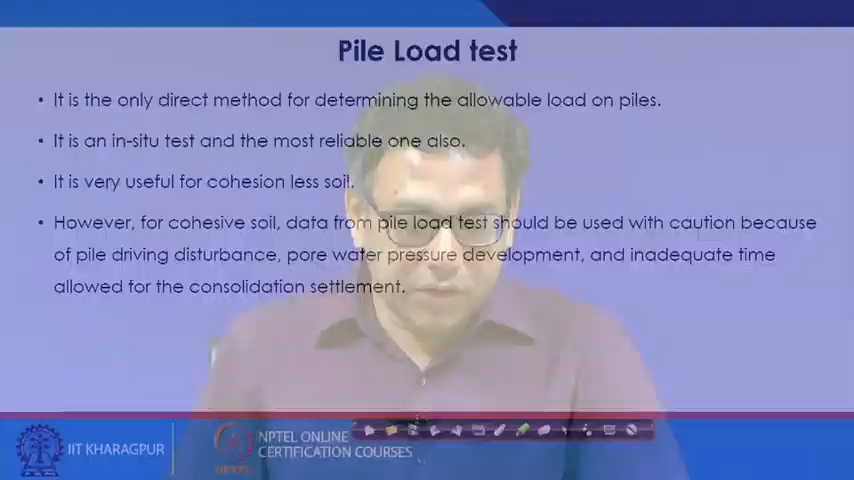 Pile Load test
• It is the only direct method for determining the allowable load on piles.
• It is an in-situ test and the most reliable one also.
• It is very useful for cohesion less soil.
• However, for cohesive soil, data from pile load test should be used with caution because
of pile driving disturbance, pore water pressure development, and inadequate time
allowed for the consolidation settlement.
IIT KHARAGPUR
NPTEL ONLINE
CERTIFICATION COURSES